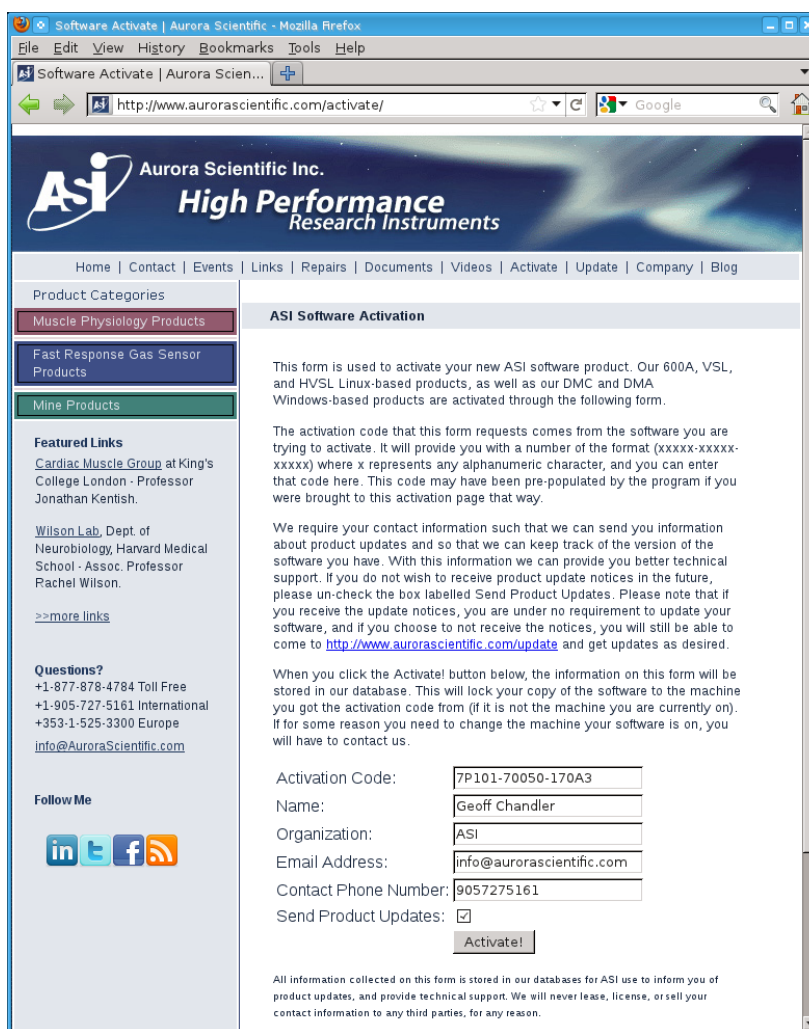 Software Activate | Aurora Scientific - Mozilla Firefox
File Edit View History Bookmarks Tools Help
Software Activate | Aurora Scien...
http://www.aurorascientific.com/activate/
Google
ASI
Aurora Scientific Inc.
High Performance
Research Instruments
Home | Contact | Events | Links | Repairs | Documents | Videos | Activate | Update | Company | Blog
Product Categories
Muscle Physiology Products
Fast Response Gas Sensor
Products
Mine Products
Featured Links
Cardiac Muscle Group at King's
College London - Professor
Jonathan Kentish.
Wilson Lab, Dept. of
Neurobiology, Harvard Medical
School - Assoc. Professor
Rachel Wilson.
>>more links
Questions?
+1-877-878-4784 Toll Free
+1-905-727-5161 International
+353-1-525-3300 Europe
info@AuroraScientific.com
Follow Me
in
t
f
ASI Software Activation
This form is used to activate your new ASI software product. Our 600A, VSL,
and HVSL Linux-based products, as well as our DMC and DMA
Windows-based products are activated through the following form.
The activation code that this form requests comes from the software you are
trying to activate. It will provide you with a number of the format (xxxxx-xxxxx-
xxxxx) where x represents any alphanumeric character, and you can enter
that code here. This code may have been pre-populated by the program if you
were brought to this activation page that way.
We require your contact information such that we can send you information
about product updates and so that we can keep track of the version of the
software you have. With this information we can provide you better technical
support. If you do not wish to receive product update notices in the future,
please un-check the box labelled Send Product Updates. Please note that if
you receive the update notices, you are under no requirement to update your
software, and if you choose to not receive the notices, you will still be able to
come to http://www.aurorascientific.com/update and get updates as desired.
When you click the Activate! button below, the information on this form will be
stored in our database. This will lock your copy of the software to the machine
you got the activation code from (if it is not the machine you are currently on).
If for some reason you need to change the machine your software is on, you
will have to contact us.
Activation Code: 7P101-70050-170A3
Name: Geoff Chandler
Organization: ASI
Email Address: info@aurorascientific.com
Contact Phone Number: 9057275161
Send Product Updates:
Activate!
All information collected on this form is stored in our databases for ASI use to inform you of
product updates, and provide technical support. We will never lease, license, or sell your
contact information to any third parties, for any reason.